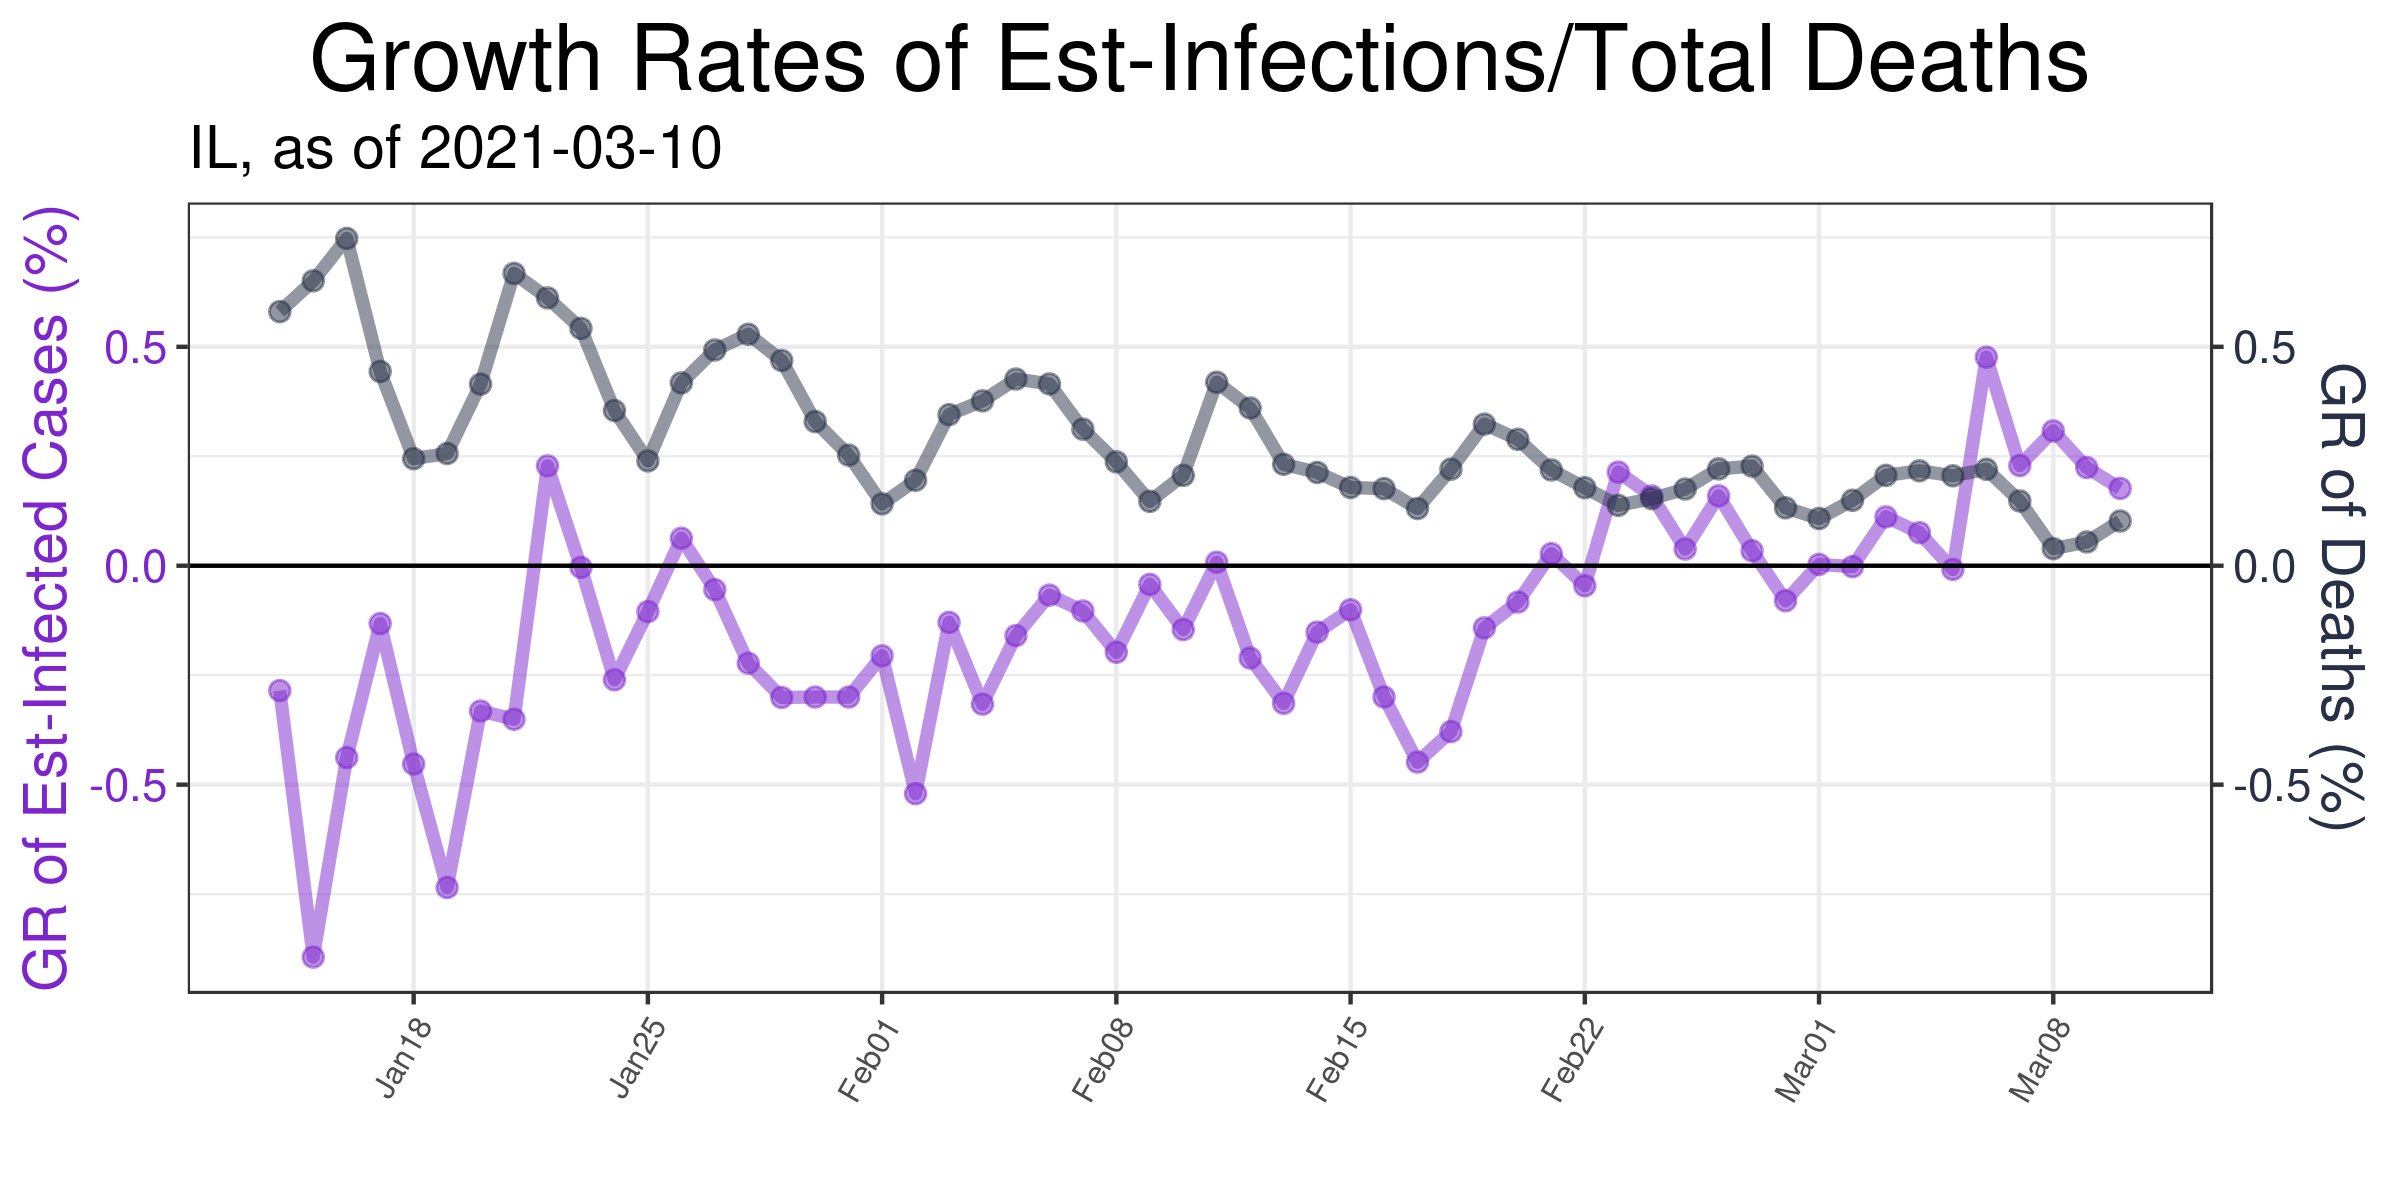 Growth Rates of Est-Infections/Total Deaths
IL, as of 2021-03-10
GR of Est-Infected Cases (%)
0.5
0.0
-0.5
0.5
0.0
-0.5
GR of Deaths (%)
Jan18
Jan25
Feb01
Feb08
Feb15
Feb22
Mar01
Mar08